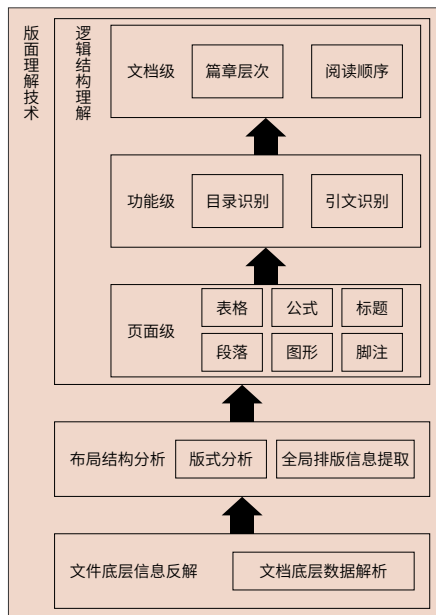 版面理解技术
逻辑结构理解
文档级
篇章层次
阅读顺序
功能级
目录识别
引文识别
页面级
表格
公式
标题
段落
图形
脚注
布局结构分析
版式分析
全局排版信息提取
文件底层信息反解
文档底层数据解析